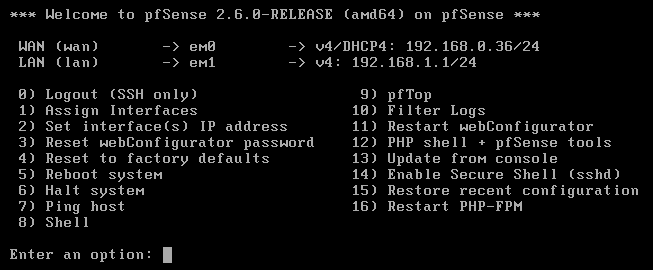 *** Welcome to pfSense 2.6.0-RELEASE (amd64) on pfSense ***
WAN (wan) -> em0 -> v4/DHCP4: 192.168.0.36/24
LAN (lan) -> em1 -> v4: 192.168.1.1/24
0) Logout (SSH only) 9) pfTop
1) Assign Interfaces 10) Filter Logs
2) Set interface(s) IP address 11) Restart webConfigurator
3) Reset webConfigurator password 12) PHP shell + pfSense tools
4) Reset to factory defaults 13) Update from console
5) Reboot system 14) Enable Secure Shell (sshd)
6) Halt system 15) Restore recent configuration
7) Ping host 16) Restart PHP-FPM
8) Shell
Enter an option: